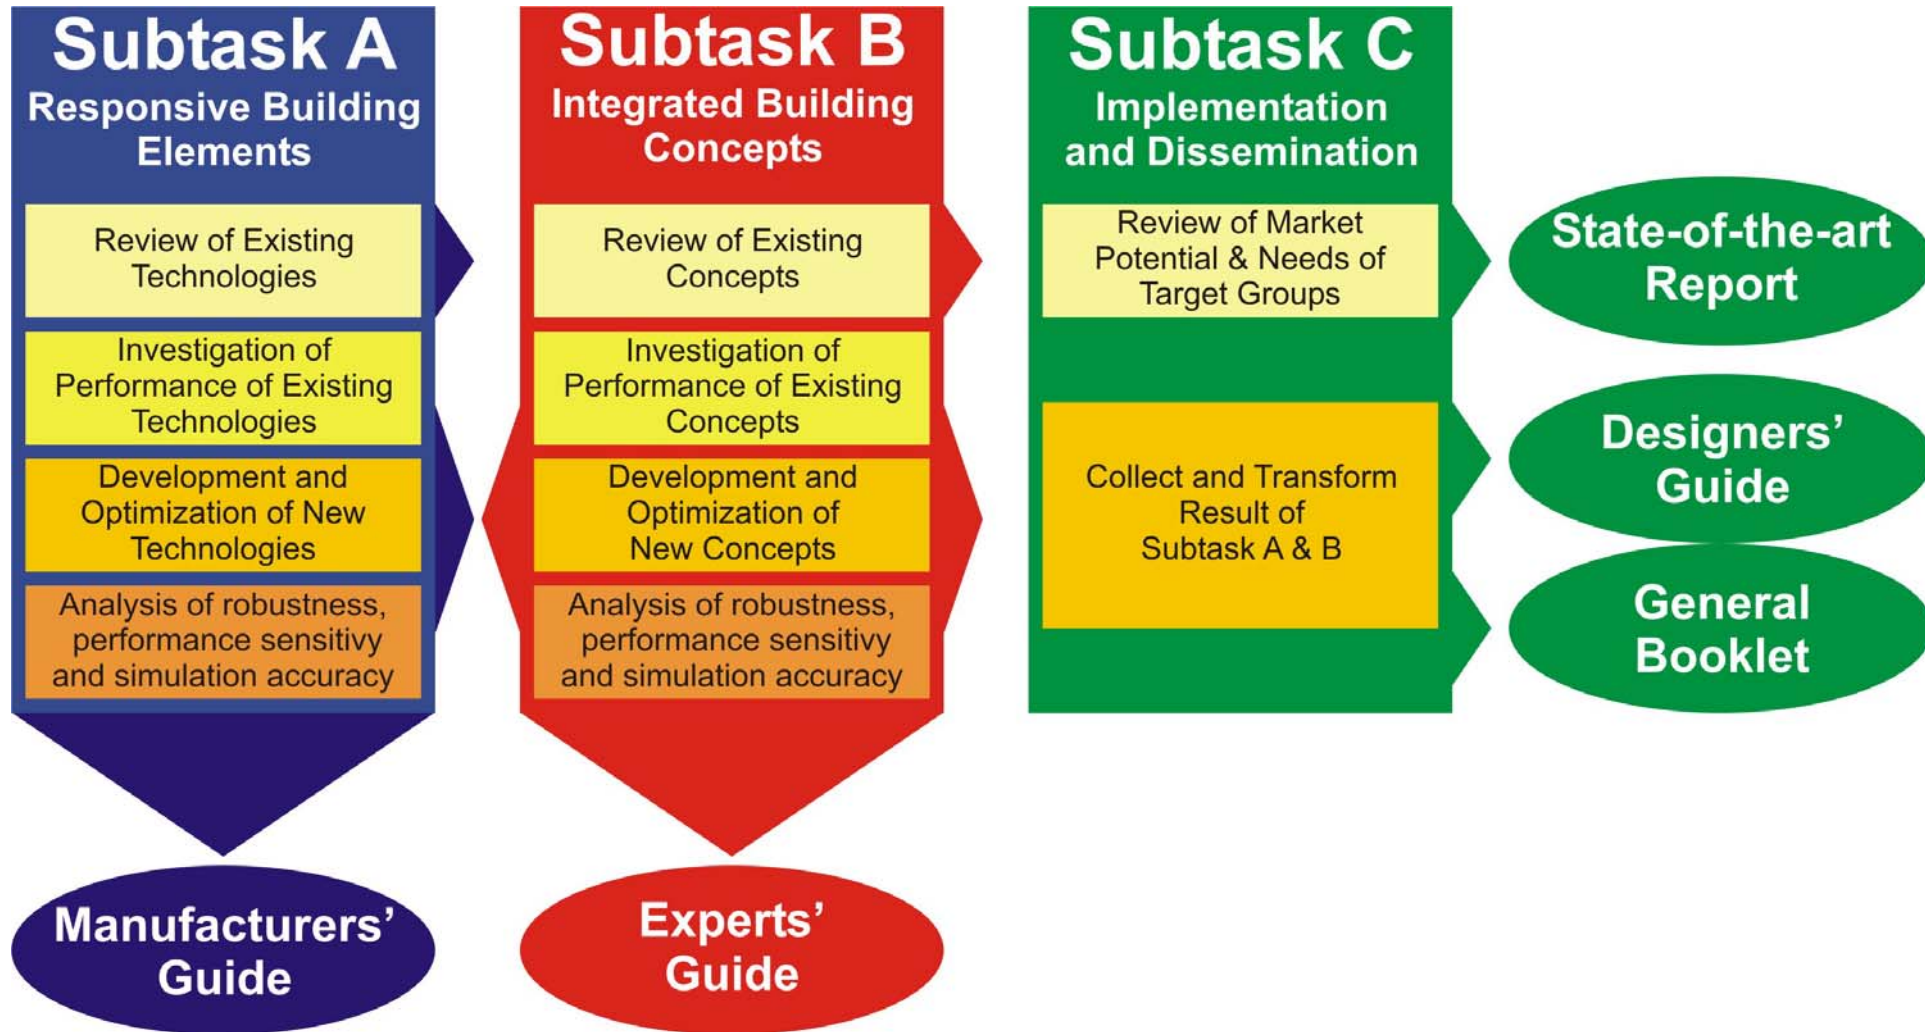 Subtask A
Responsive Building
Elements
Review of Existing
Technologies
Investigation of
Performance of Existing
Technologies
Development and
Optimization of New
Technologies
Analysis of robustness,
performance sensitivy
and simulation accuracy
Manufacturers’
Guide
Subtask B
Integrated Building
Concepts
Review of Existing
Concepts
Investigation of
Performance of Existing
Concepts
Development and
Optimization of
New Concepts
Analysis of robustness,
performance sensitivy
and simulation accuracy
Experts’
Guide
Subtask C
Implementation
and Dissemination
Review of Market
Potential & Needs of
Target Groups
Collect and Transform
Result of
Subtask A & B
State-of-the-art
Report
Designers’
Guide
General
Booklet